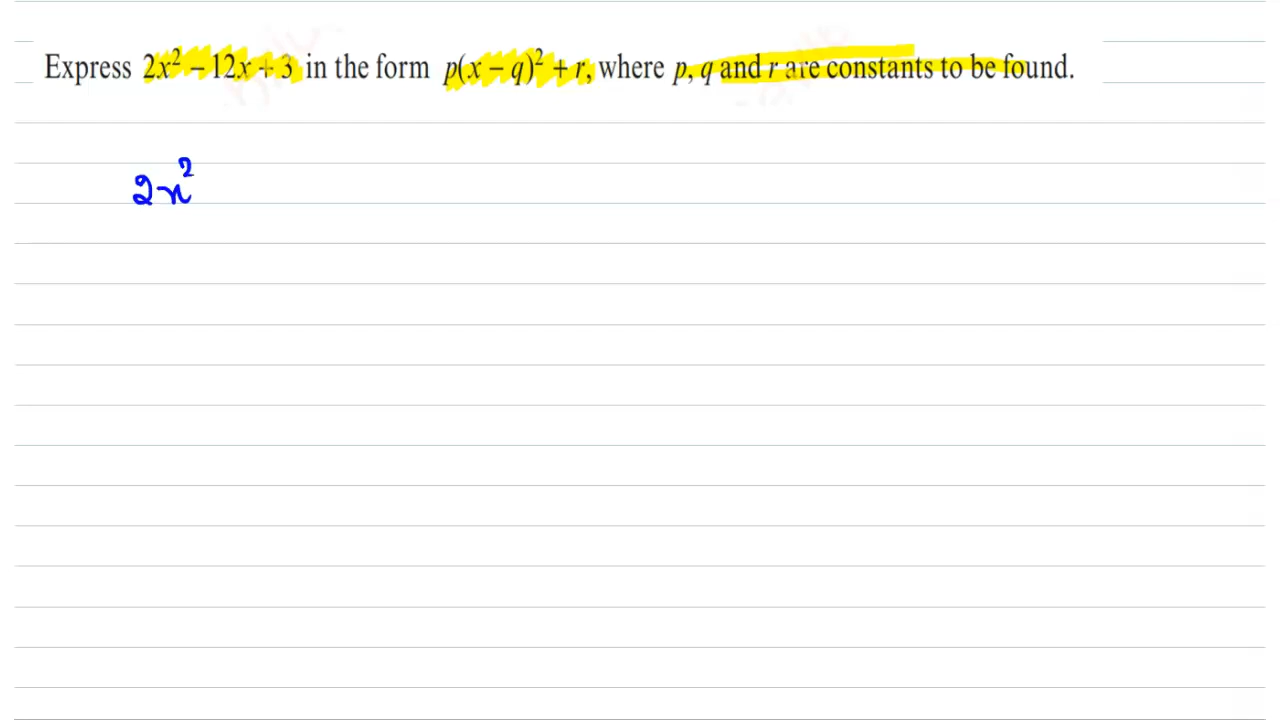 Express 2x² − 12x + 3 in the form p(x − q)² + r, where p, q and r are constants to be found.
2x²